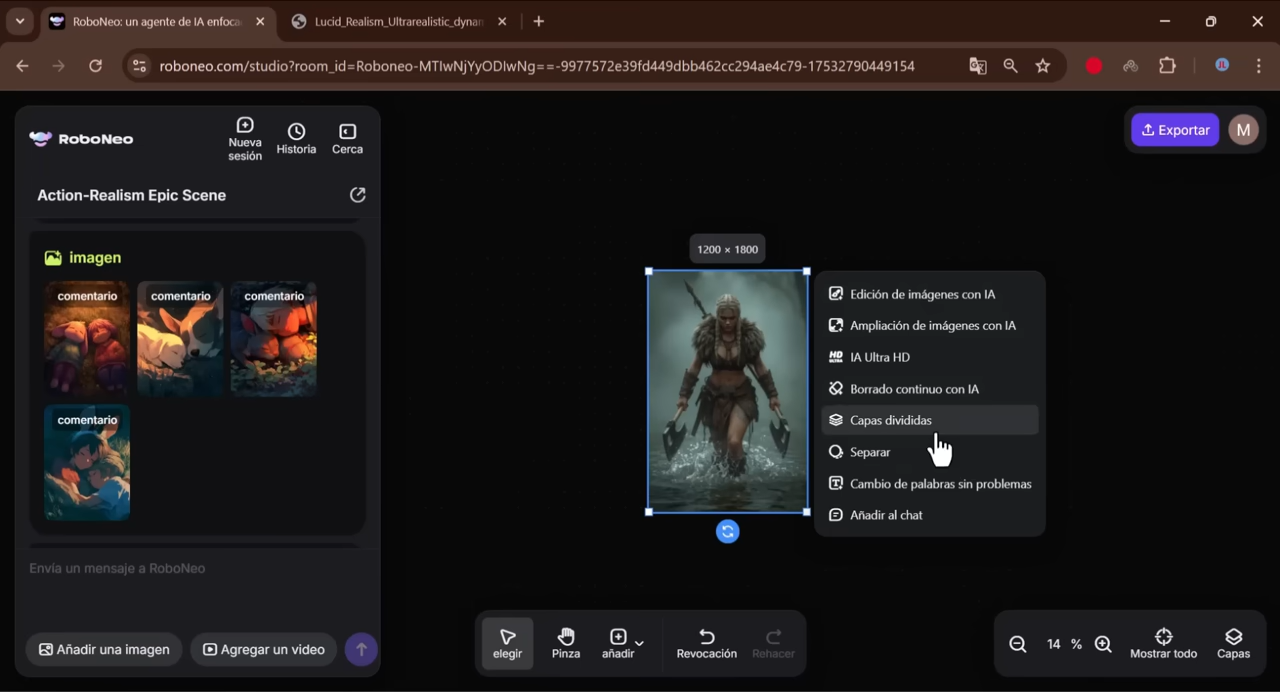 RoboNeo: un agente de IA enfoca
Lucid_Realism_Ultrarealistic_dynan
roboneo.com/studio?room_id=Roboneo-MTIwNjYyODIwNg==-9977572e39fd449dbb462cc294ae4c79-17532790449154
JL
RoboNeo
Nueva sesión
Historia
Cerca
Exportar
M
Action-Realism Epic Scene
imagen
comentario
comentario
comentario
comentario
1200 × 1800
Edición de imágenes con IA
Ampliación de imágenes con IA
HD ULTRA IA Ultra HD
Borrado continuo con IA
Capas divididas
Separar
Cambio de palabras sin problemas
Añadir al chat
Envía un mensaje a RoboNeo
Añadir una imagen
Agregar un video
elegir
Pinza
añadir
Revocación
Rehacer
14 %
Mostrar todo
Capas